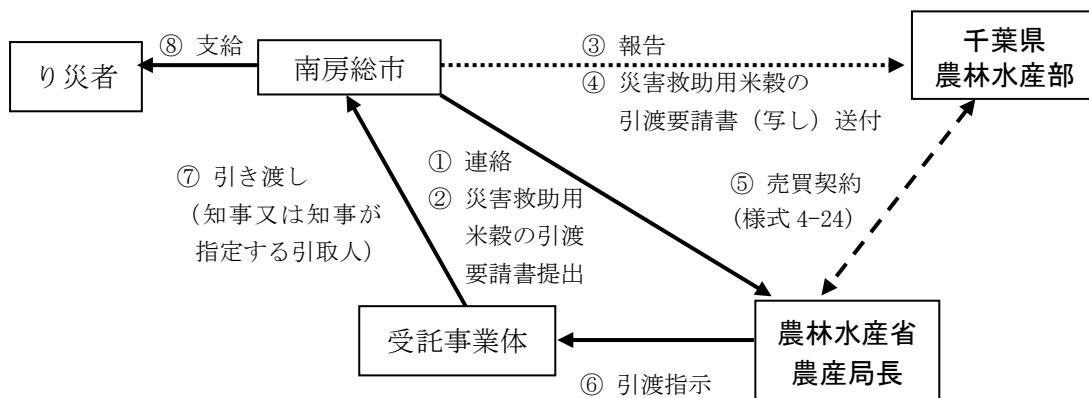 ⑧ 支給
り災者
南房総市
③ 報告
④ 災害救助用米穀の
引渡要請書（写し）送付
千葉県
農林水産部
① 連絡
② 災害救助用
米穀の引渡
要請書提出
⑦ 引き渡し
（知事又は知事が
指定する引取人）
⑤ 売買契約
(様式 4-24)
受託事業体
⑥ 引渡指示
農林水産省
農産局長